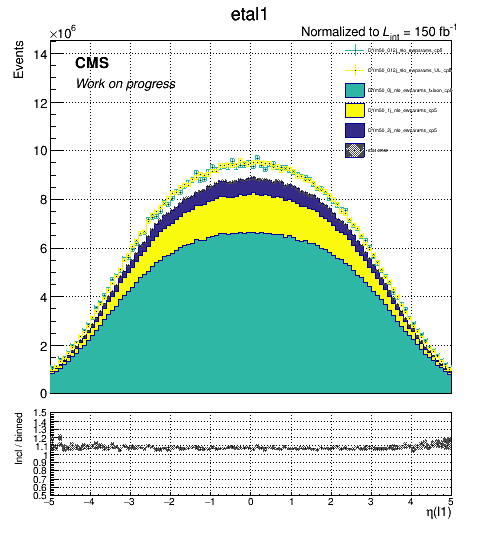 etal1
×10⁶
Normalized to L_int = 150 fb⁻¹
Events
CMS
Work on progress
14
12
10
8
6
4
2
0
Incl / binned
1.5
1.4
1.3
1.2
1.1
1
0.9
0.8
0.7
0.6
0.5
−5 −4 −3 −2 −1 0 1 2 3 4 5
η(l1)